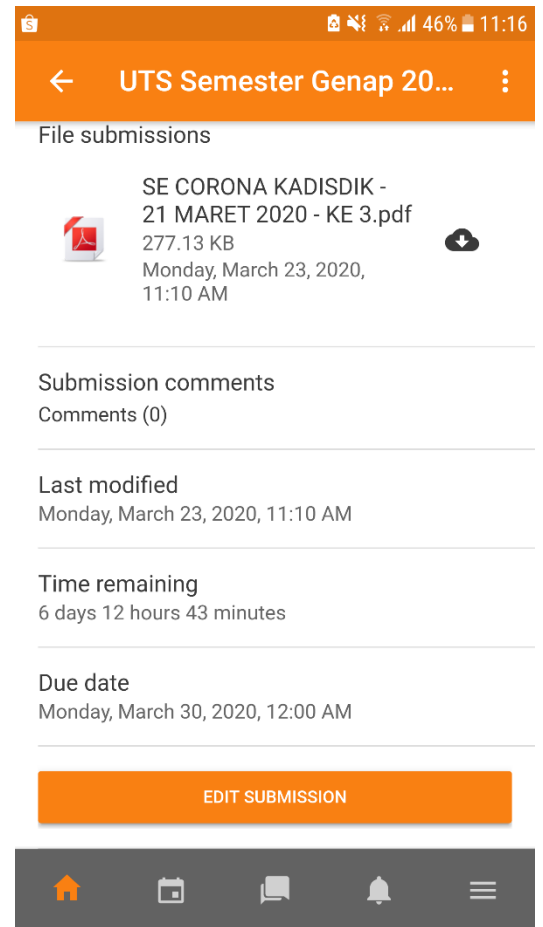 46% 11:16
UTS Semester Genap 20...
File submissions
SE CORONA KADISDIK -
21 MARET 2020 - KE 3.pdf
277.13 KB
Monday, March 23, 2020,
11:10 AM
Submission comments
Comments (0)
Last modified
Monday, March 23, 2020, 11:10 AM
Time remaining
6 days 12 hours 43 minutes
Due date
Monday, March 30, 2020, 12:00 AM
EDIT SUBMISSION